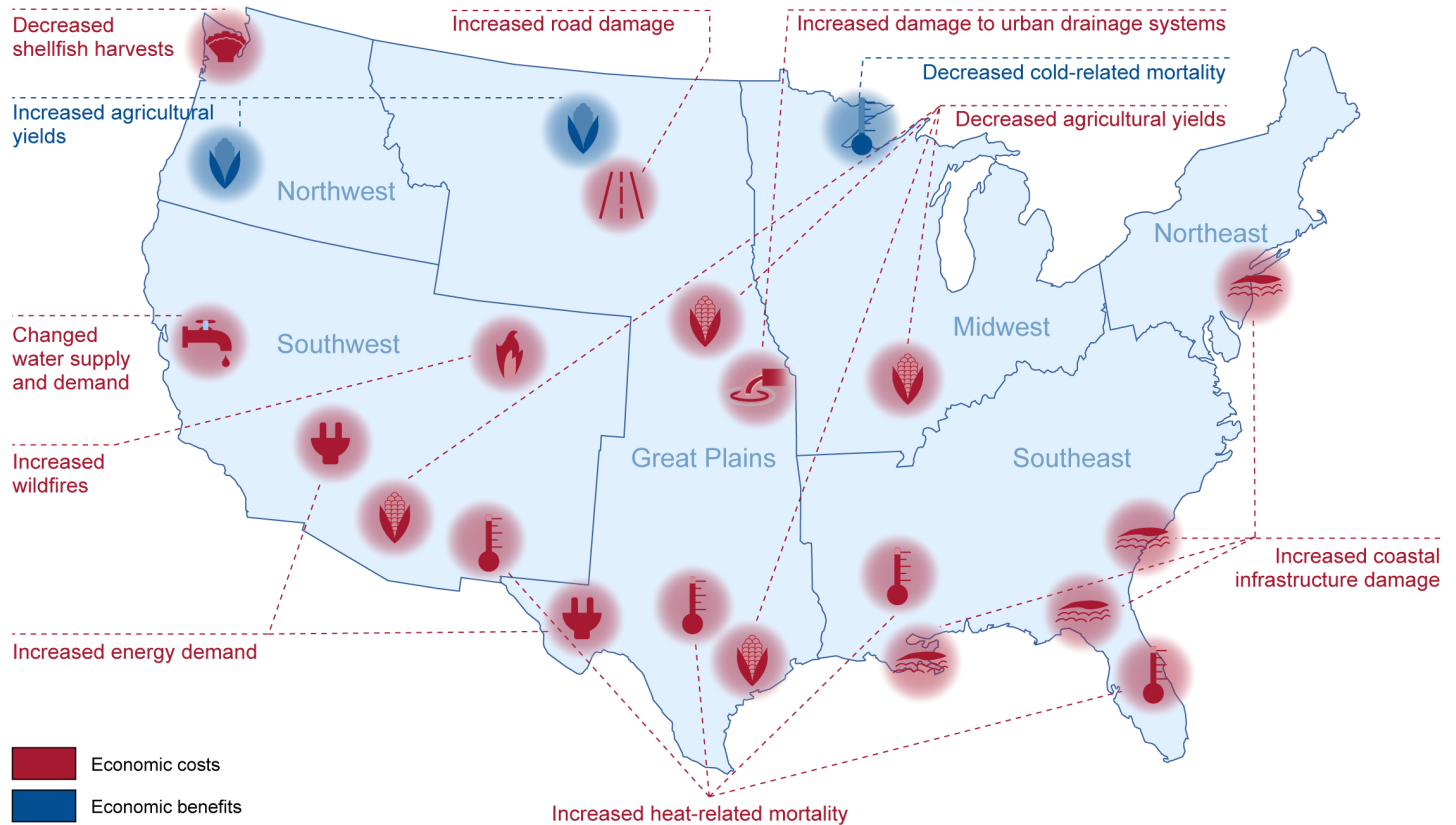 Decreased
shellfish harvests
Increased road damage
Increased damage to urban drainage systems
Decreased cold-related mortality
Increased agricultural
yields
Decreased agricultural yields
Northwest
Northeast
Changed
water supply
and demand
Southwest
Midwest
Increased
wildfires
Great Plains
Southeast
Increased coastal
infrastructure damage
Increased energy demand
Economic costs
Economic benefits
Increased heat-related mortality